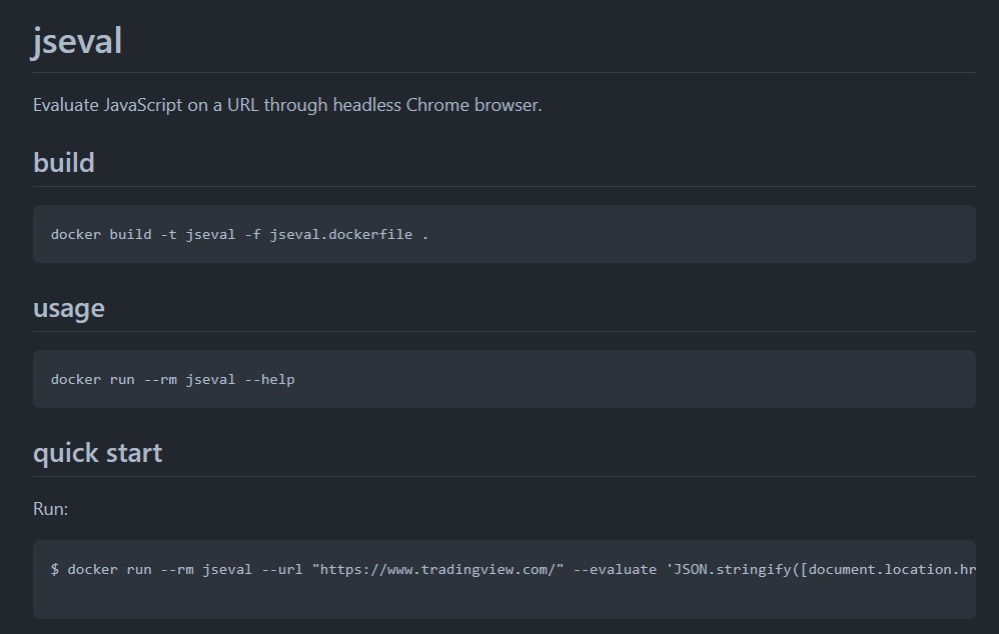 jseval
Evaluate JavaScript on a URL through headless Chrome browser.
build
docker build -t jseval -f jseval.dockerfile .
usage
docker run --rm jseval --help
quick start
Run:
$ docker run --rm jseval --url "https://www.tradingview.com/" --evaluate 'JSON.stringify([document.location.hr